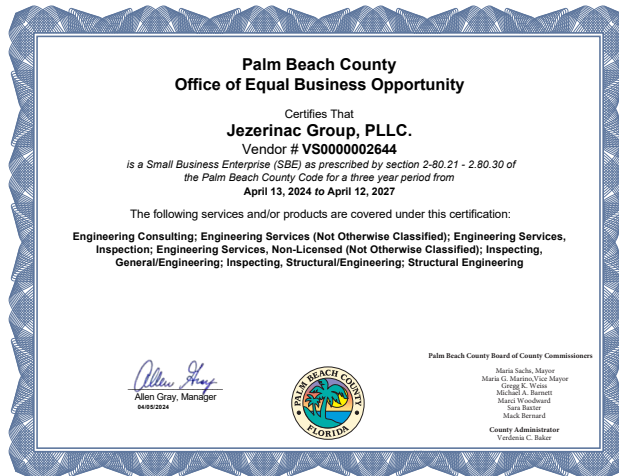 Palm Beach County
Office of Equal Business Opportunity
Certifies That
Jezerinac Group, PLLC.
Vendor # VS0000002644
is a Small Business Enterprise (SBE) as prescribed by section 2-80.21 - 2.80.30 of
the Palm Beach County Code for a three year period from
April 13, 2024 to April 12, 2027
The following services and/or products are covered under this certification:
Engineering Consulting; Engineering Services (Not Otherwise Classified); Engineering Services,
Inspection; Engineering Services, Non-Licensed (Not Otherwise Classified); Inspecting,
General/Engineering; Inspecting, Structural/Engineering; Structural Engineering
Allen Gray
Allen Gray, Manager
04/05/2024
PALM BEACH COUNTY
FLORIDA
Palm Beach County Board of County Commissioners
Maria Sachs, Mayor
Maria G. Marino,Vice Mayor
Gregg K. Weiss
Michael A. Barnett
Marci Woodward
Sara Baxter
Mack Bernard
County Administrator
Verdenia C. Baker